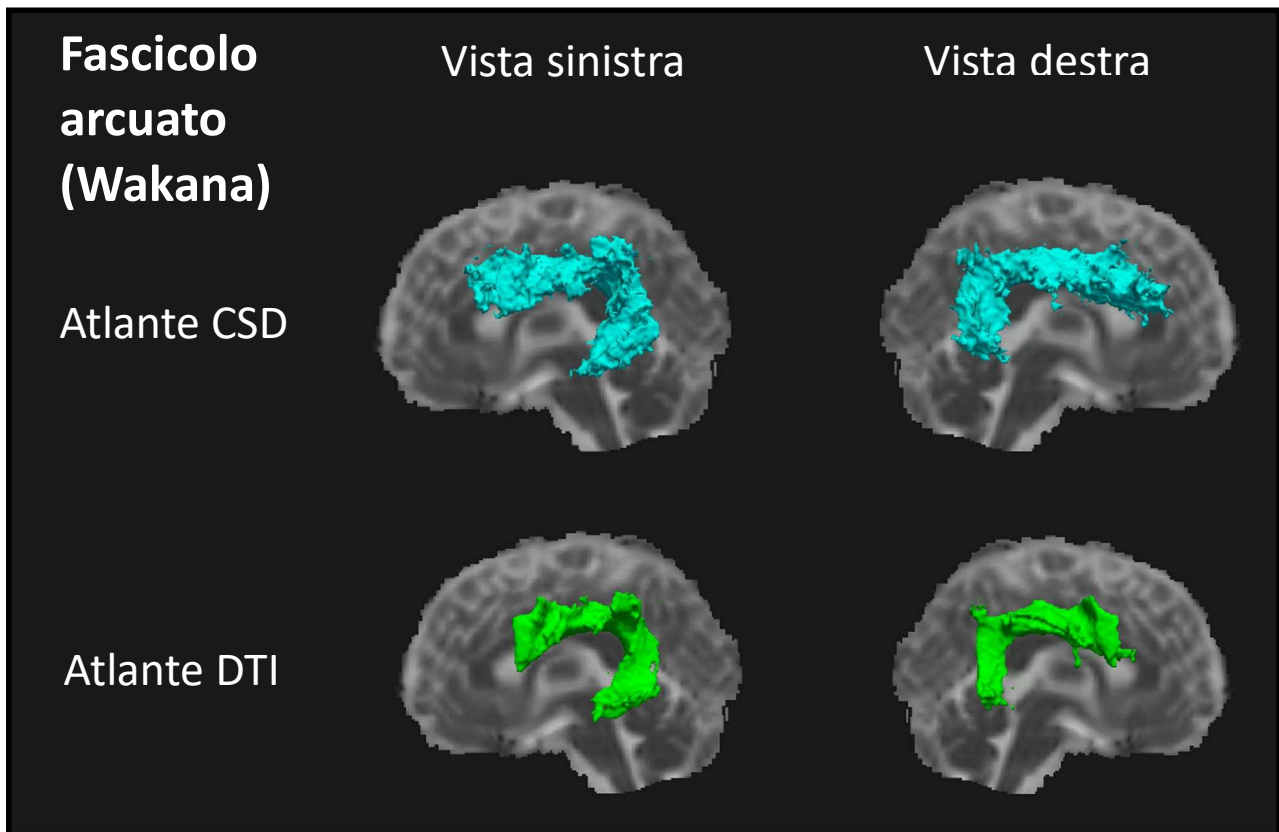 Fascicolo
arcuato
(Wakana)
Vista sinistra
Vista destra
Atlante CSD
Atlante DTI